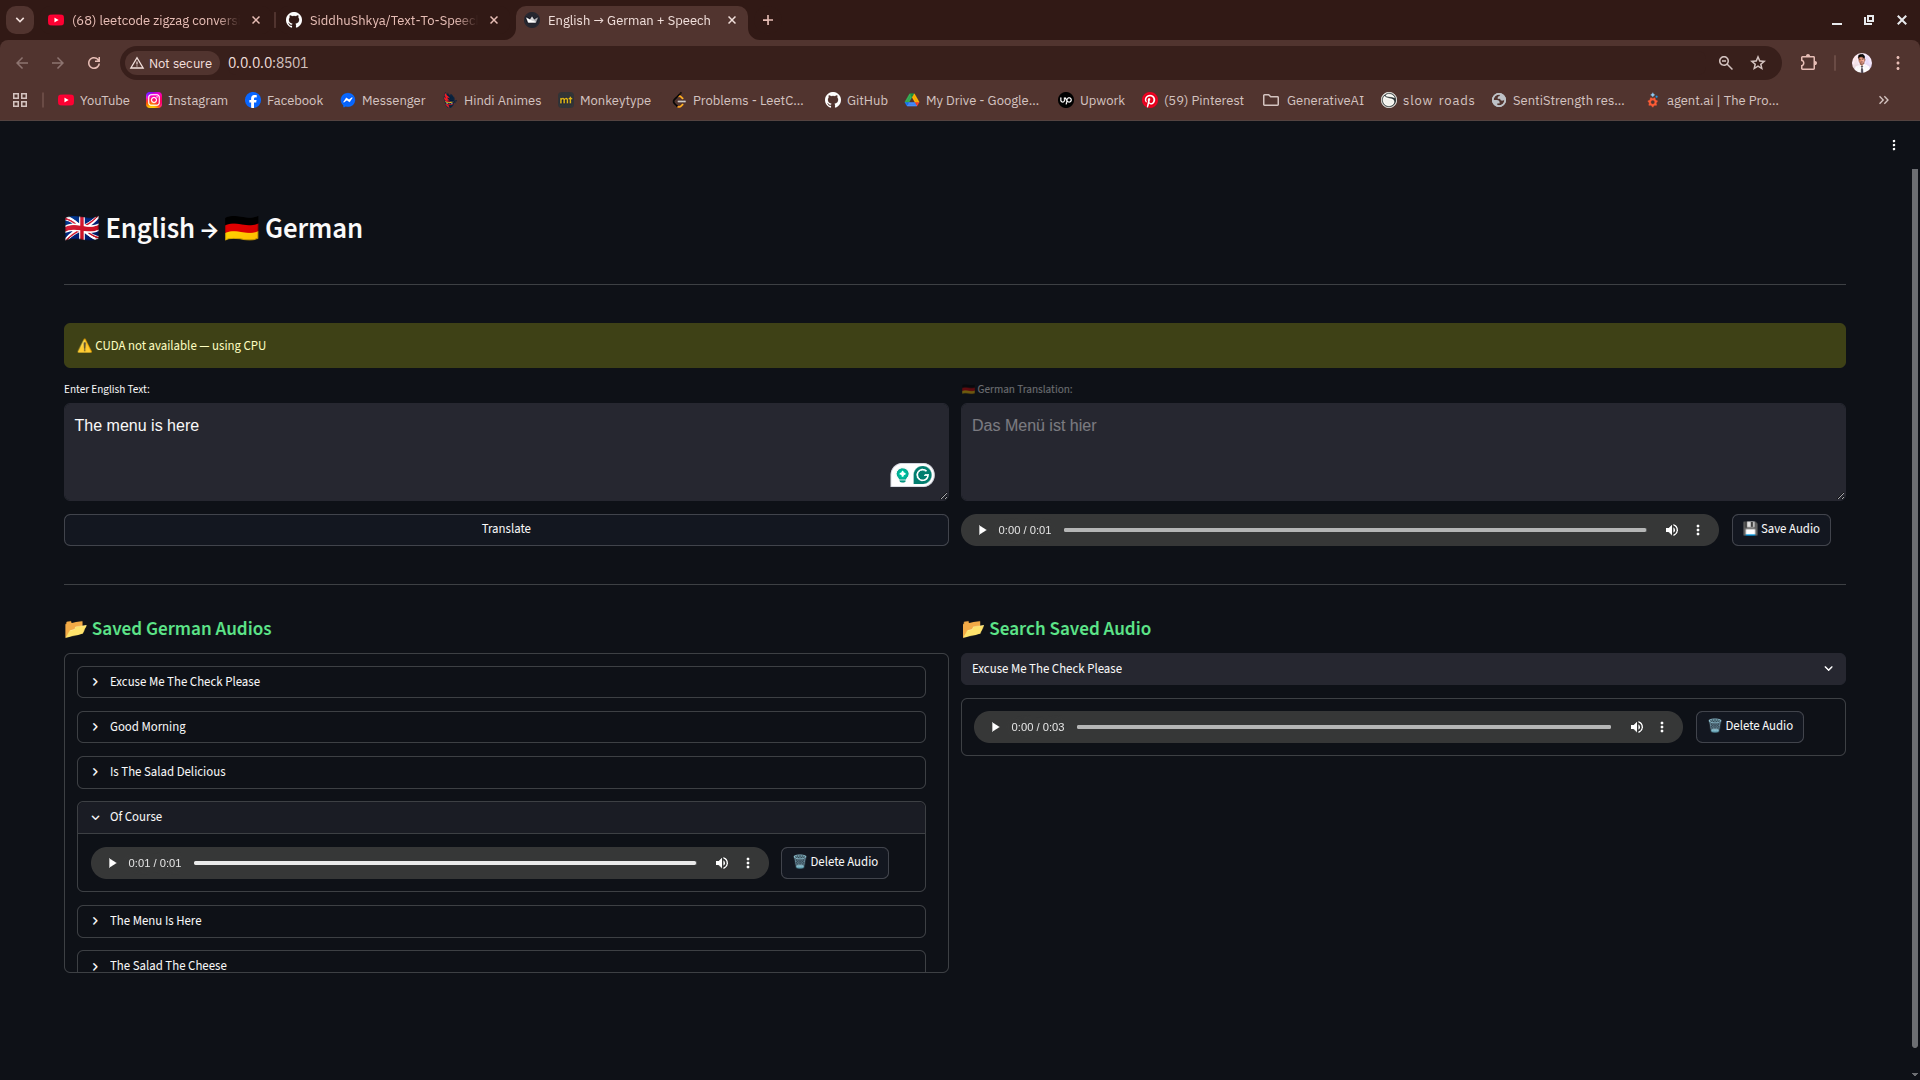 (68) leetcode zigzag convers
SiddhuShkya/Text-To-Speec
English → German + Speech
Not secure
0.0.0.0:8501
YouTube
Instagram
Facebook
Messenger
Hindi Animes
mt Monkeytype
Problems - LeetC...
GitHub
My Drive - Google...
up Upwork
(59) Pinterest
GenerativeAI
slow roads
SentiStrength res...
agent.ai | The Pro...
English → German
CUDA not available — using CPU
Enter English Text:
The menu is here
Translate
German Translation:
Das Menü ist hier
0:00 / 0:01
Save Audio
Saved German Audios
Excuse Me The Check Please
Good Morning
Is The Salad Delicious
Of Course
0:01 / 0:01
Delete Audio
The Menu Is Here
The Salad The Cheese
Search Saved Audio
Excuse Me The Check Please
0:00 / 0:03
Delete Audio